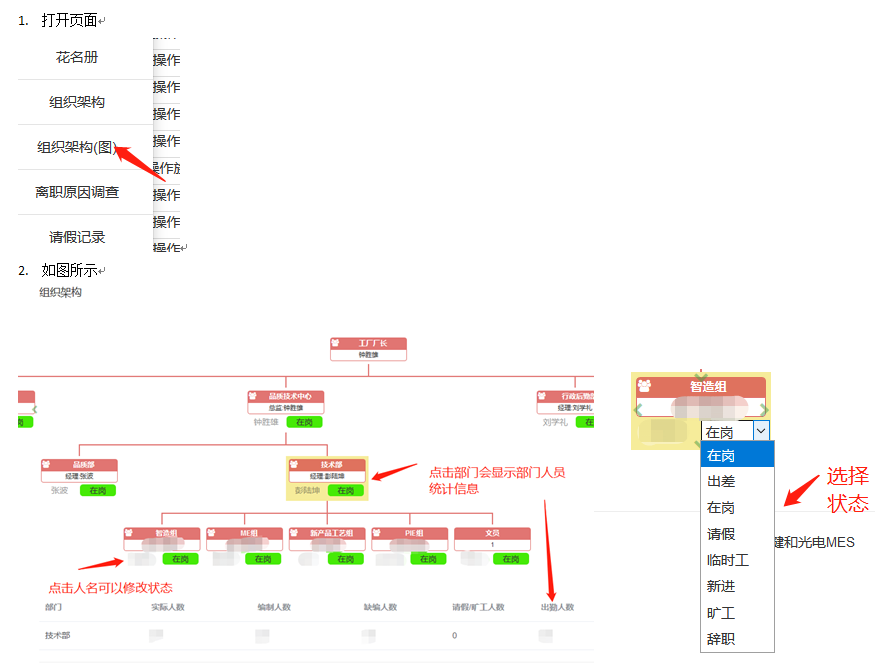 1. 打开页面
花名册
操作
组织架构
操作
操作
组织架构(图)
操作
操作放
离职原因调查
操作
操作
请假记录
操作
2. 如图所示
组织架构
工厂厂长
钟胜雄
品质技术中心
总监:钟胜雄
钟胜雄 在岗
行政后勤
经理:刘学礼
刘学礼 在
岗
品质部
经理:张波
张波 在岗
技术部
经理:彭陆坤
彭陆坤 在岗
点击部门会显示部门人员
统计信息
智造组
在岗
ME组
在岗
新产品工艺组
在岗
PIE组
在岗
文员
1
在岗
点击人名可以修改状态
部门 实际人数 编制人数 缺编人数 请假/旷工人数 出勤人数
技术部 0
智造组
在岗
在岗
出差
在岗
请假
临时工
新进
旷工
辞职
选择
状态
建和光电MES